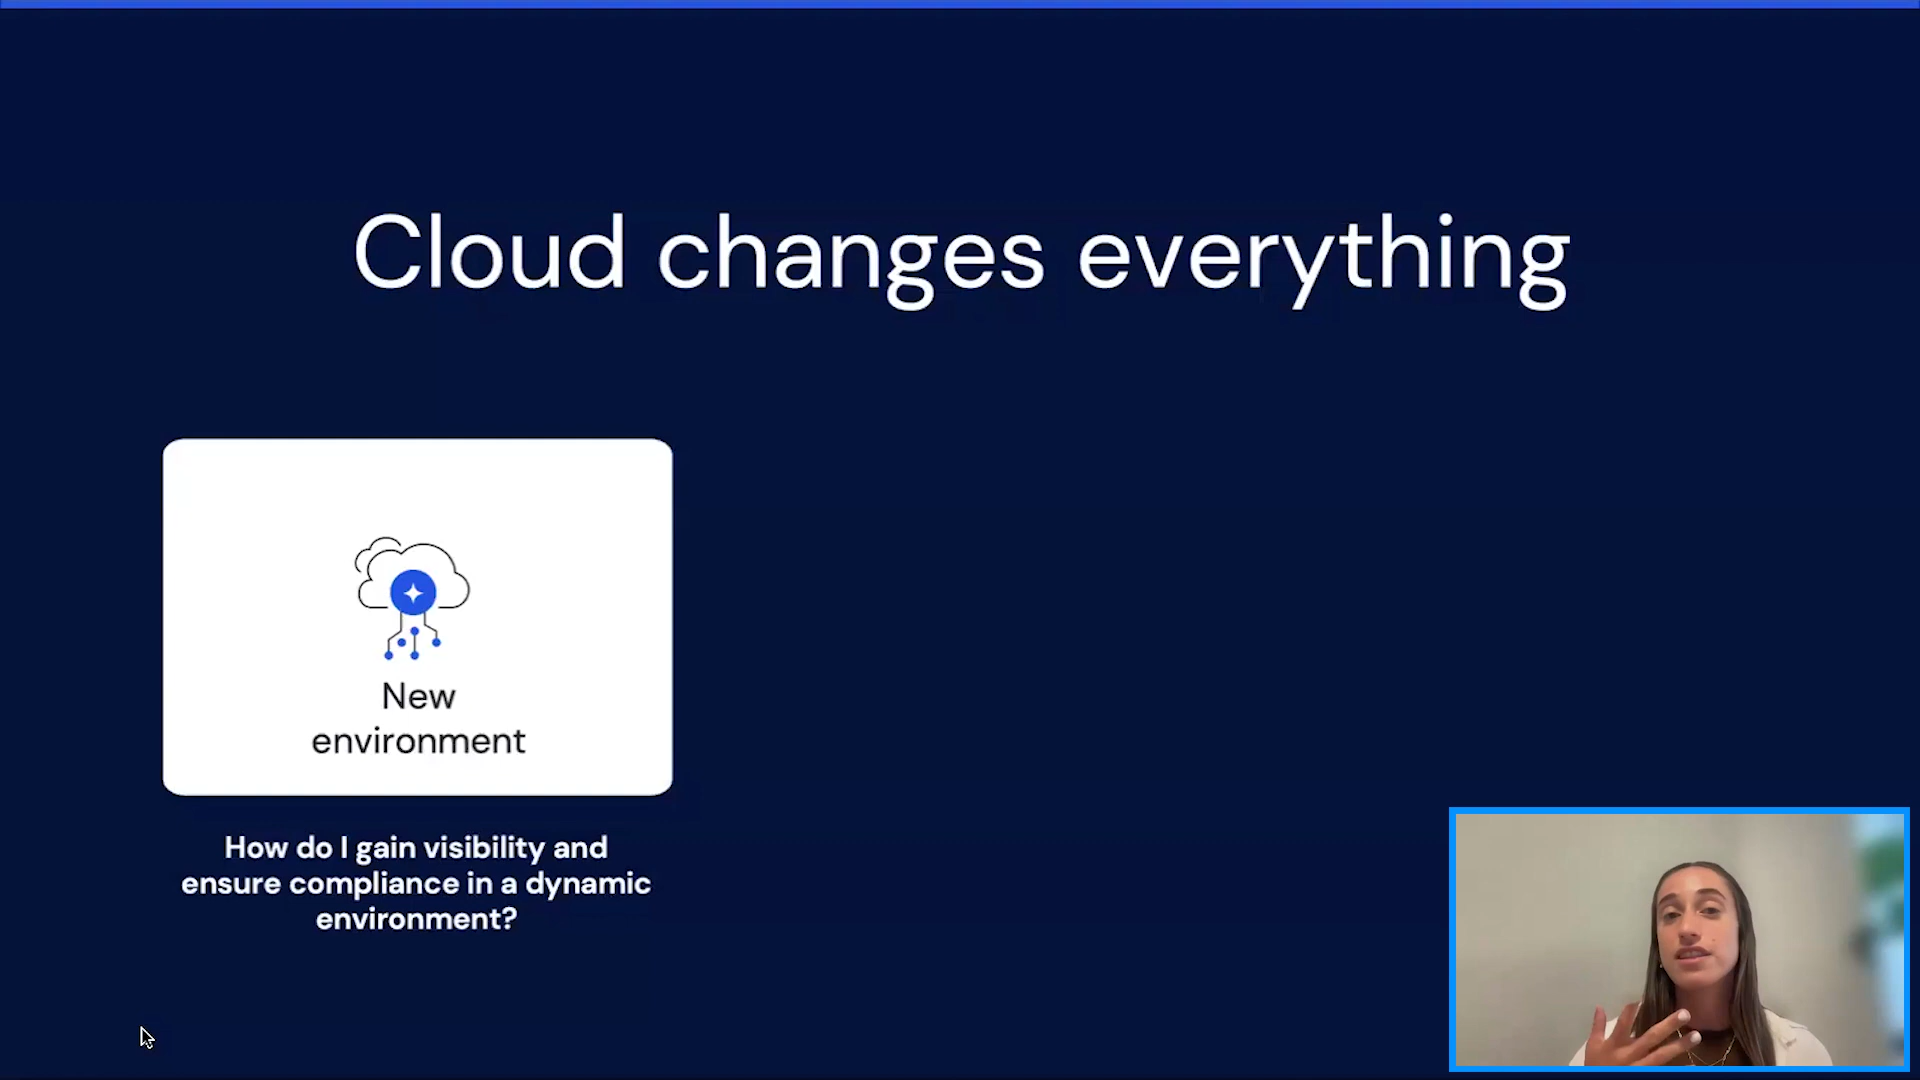 Cloud changes everything
New
environment
How do I gain visibility and
ensure compliance in a dynamic
environment?